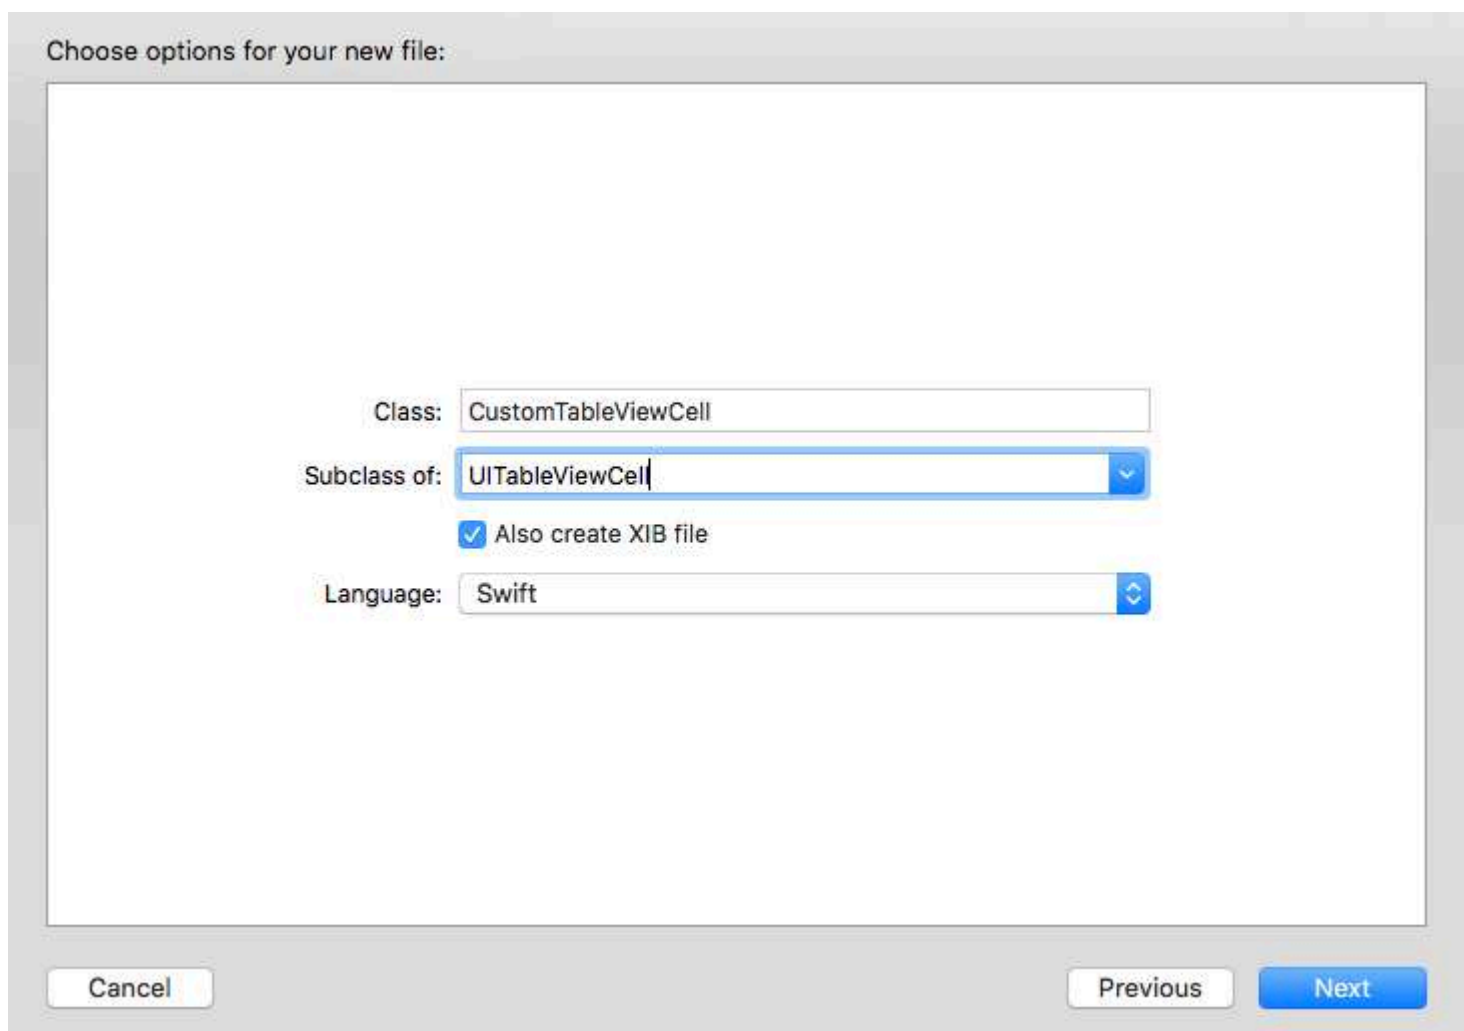 Choose options for your new file:
Class: CustomTableViewCell
Subclass of: UITableViewCell
Also create XIB file
Language: Swift
Cancel Previous Next